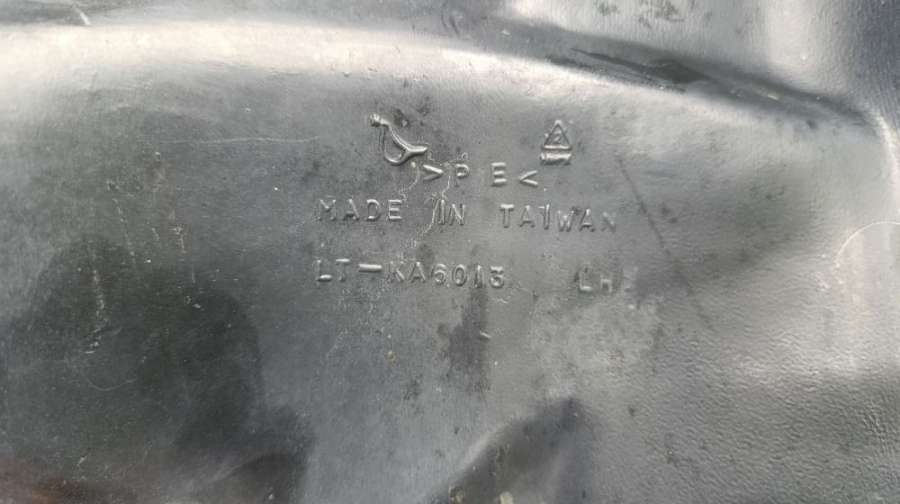 >PE<
MADE IN TAIWAN
LT-KA6013 LH